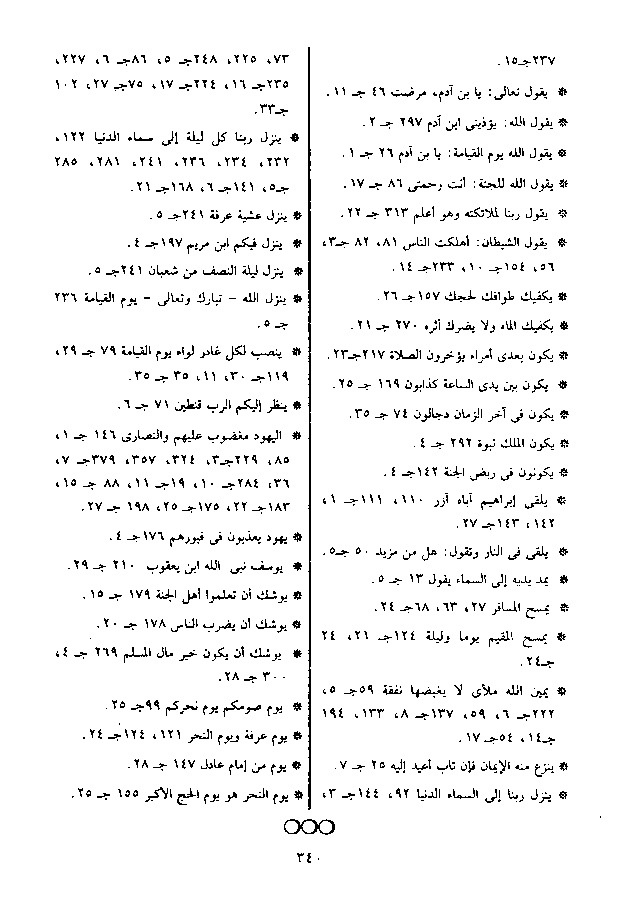 ٢٣٧جـ١٥.
* يقول تعالى: يا بن آدم، مرضت ٤٦ جـ ١١.
* يقول الله: يؤذيني ابن آدم ٢٩٧ جـ ٢.
* يقول الله يوم القيامة: يا بن آدم ٢٦ جـ ١.
* يقول الله للجنة: أنت رحمتى ٨٦ جـ ١٧.
* يقول ربنا لملائكته وهو أعلم ٣١٣ جـ ٢٢.
* يقول الشيطان: أهلكت الناس ٨١، ٨٢ جـ٣،
٥٦، ١٥٤جـ ١٠، ٢٣٣جـ ١٤.
* يكفيك طوافك لحجك ١٥٧ جـ ٢٦.
* يكفيك الماء ولا يضرك أثره ٢٧٠ جـ ٢١.
* يكون بعدى أمراء يؤخرون الصلاة ٢١٧جـ٢٣.
* يكون بين يدى الساعة كذابون ١٦٩ جـ ٢٥.
* يكون فى آخر الزمان دجالون ٧٤ جـ ٣٥.
* يكون الملك نبوة ٢٩٢ جـ ٤.
* يكونون فى ربض الجنة ١٤٢جـ ٤.
* يلقى إبراهيم أباه آزر ١١٠، ١١١جـ ١،
١٤٢، ١٤٣جـ ٢٧.
* يلقى فى النار وتقول: هل من مزيد ٥٠ جـ٥.
* يمد يديه إلى السماء يقول ١٣ جـ ٥.
* يمسح المسافر ٢٧، ٦٣، ٦٨جـ ٢٤.
* يمسح المقيم يوما وليلة ١٢٤جـ ٢٦، ٢٤
جـ٢٤.
* يمين الله ملأى لا يغيضها نفقة ٥٩جـ ٥،
٢٢٢جـ ٦، ٥٩، ١٣٧جـ ٨، ١٣٣، ١٩٤
جـ١٤، ٥٤جـ ١٧.
* ينزع منه الإيمان فإن تاب أعيد إليه ٢٥ جـ ٧.
* ينزل ربنا إلى السماء الدنيا ٩٢، ١٤٤جـ ٣،
٧٣، ٢٢٥، ٢٤٨جـ ٥، ٨٦جـ ٦، ٢٢٧،
٢٣٥جـ ١٦، ٢٢٤جـ ١٧، ٧٥جـ ٢٧، ١٠٢
جـ٣٣.
* ينزل ربنا كل ليلة إلى سماء الدنيا ١٢٢،
٢٣٢، ٢٣٤، ٢٣٦، ٢٤١، ٢٨١، ٢٨٥
جـ٥، ١٤١جـ ٦، ١٦٨جـ ٢١.
* ينزل عشية عرفة ٢٤١جـ ٥.
* ينزل فيكم ابن مريم ١٩٧جـ ٤.
* ينزل ليلة النصف من شعبان ٢٤١جـ ٥.
* ينزل الله - تبارك وتعالى - يوم القيامة ٢٣٦
جـ ٥.
* ينصب لكل غادر لواء يوم القيامة ٧٩ جـ ٢٩،
١١٩جـ ٣٠، ١١، ٣٥ جـ ٣٥.
* ينظر إليكم الرب قنطين ٧١ جـ ٦.
* اليهود مغضوب عليهم والنصارى ١٤٦ جـ ١،
٨٥، ٢٢٩جـ٣، ٣٢٤، ٣٥٧، ٣٧٩جـ ٧،
٣٦، ٢٨٤جـ ١٠، ١٩جـ ١١، ٨٨ جـ ١٥،
١٨٣جـ ٢٢، ١٧٥جـ ٢٥، ١٩٨ جـ ٢٧.
* يهود يعذبون فى قبورهم ١٧٦ جـ ٤.
* يوسف نبى الله ابن يعقوب ٢١٠ جـ ٢٩.
* يوشك أن تعلموا أهل الجنة ١٧٩ جـ ١٥.
* يوشك أن يضرب الناس ١٧٨ جـ ٢٠.
* يوشك أن يكون خير مال المسلم ٢٦٩ جـ ٤،
٣٠٠ جـ ٢٨.
* يوم صومكم يوم نحركم ٩٩جـ ٢٥.
* يوم عرفة ويوم النحر ١٢١، ١٢٤جـ ٢٤.
* يوم من إمام عادل ١٤٧ جـ ٢٨.
* يوم النحر هو يوم الحج الأكبر ١٥٥ جـ ٢٥.
٣٤٠